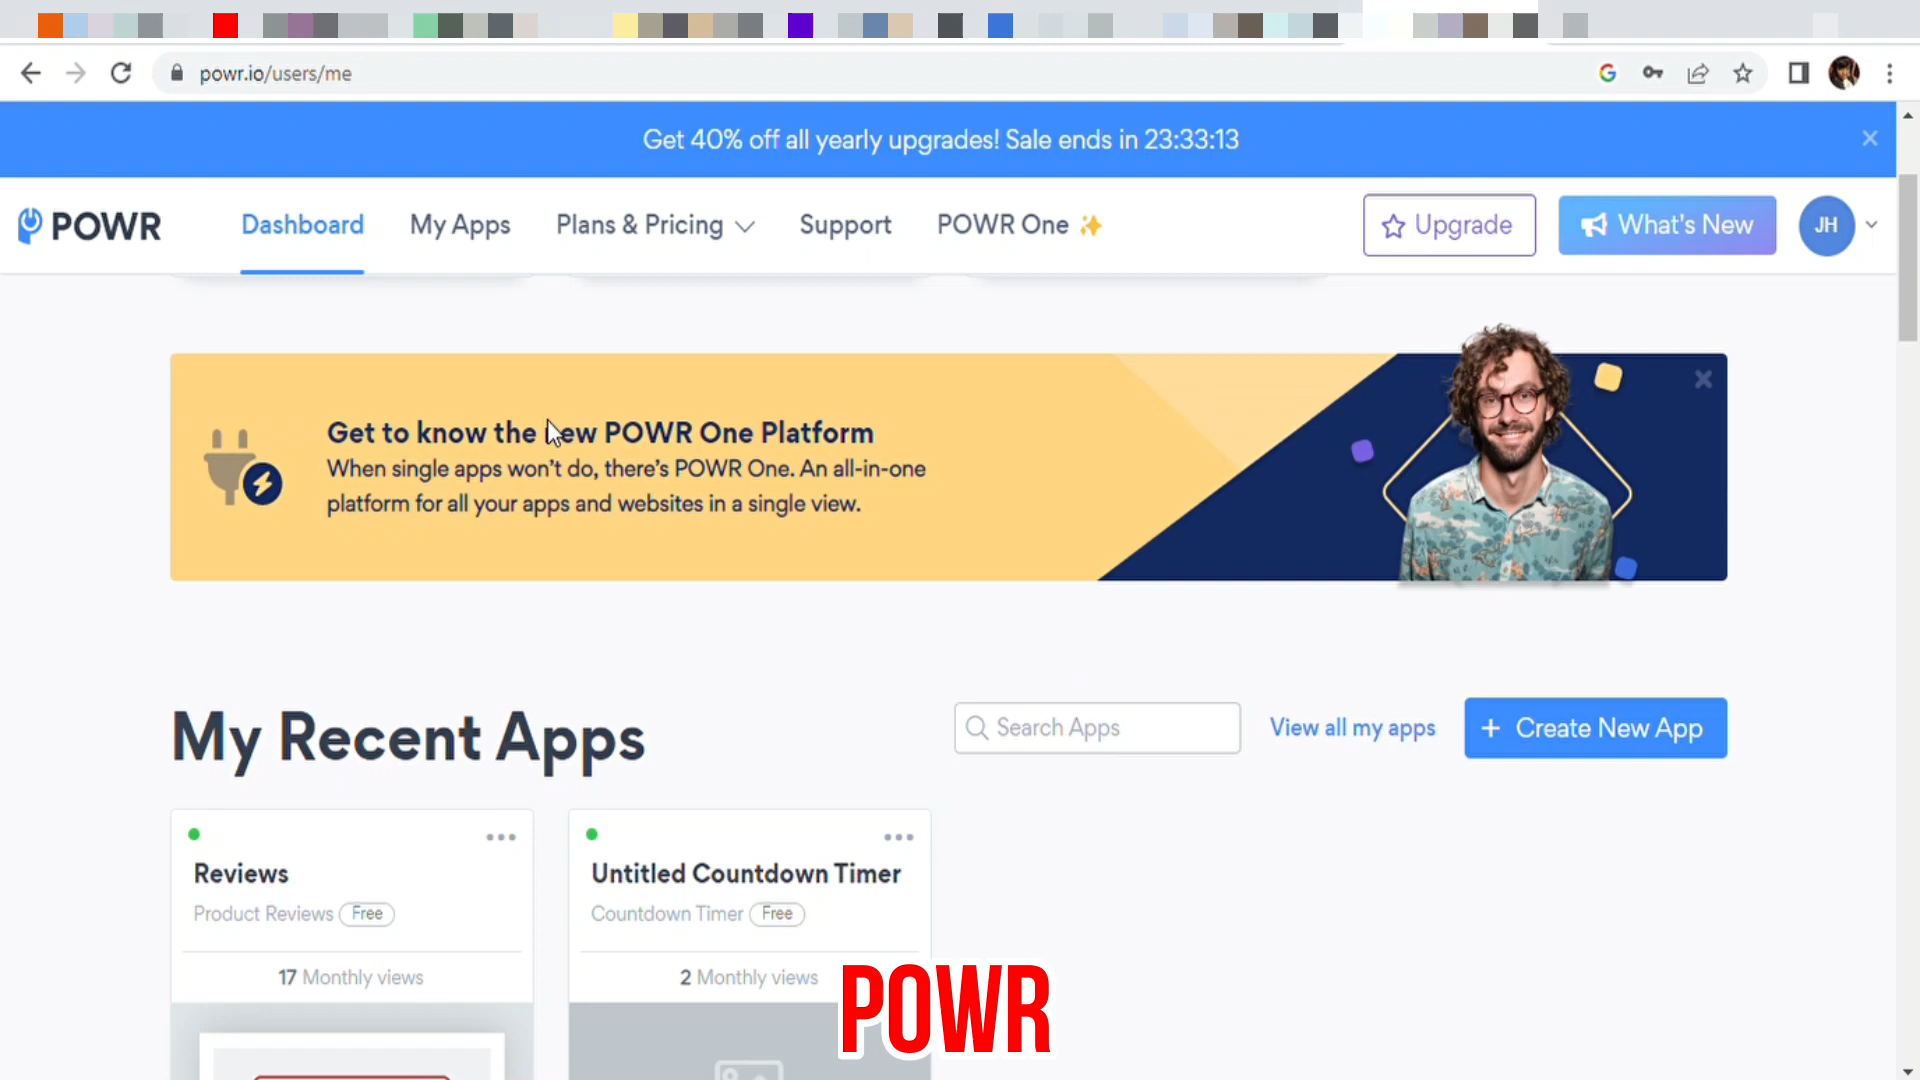 powr.io/users/me
Get 40% off all yearly upgrades! Sale ends in 23:33:13
POWR
Dashboard
My Apps
Plans & Pricing
Support
POWR One ✨
Upgrade
What's New
JH
Get to know the new POWR One Platform
When single apps won't do, there's POWR One. An all-in-one
platform for all your apps and websites in a single view.
My Recent Apps
Search Apps
View all my apps
+ Create New App
Reviews
Product Reviews Free
17 Monthly views
Untitled Countdown Timer
Countdown Timer Free
2 Monthly views
POWR